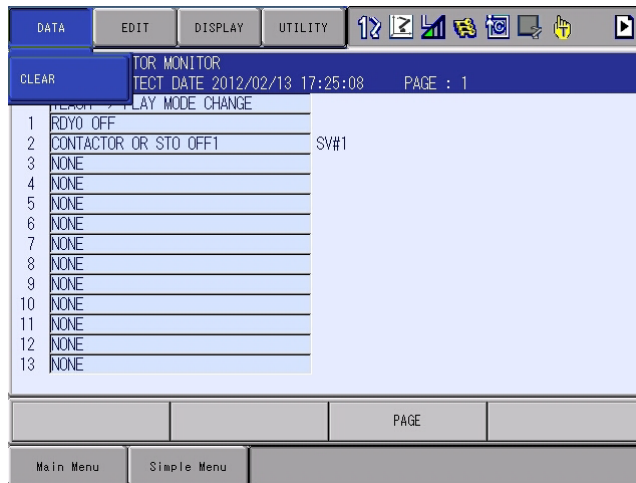 DATA EDIT DISPLAY UTILITY
CLEAR
TOR MONITOR
TECT DATE 2012/02/13 17:25:08 PAGE : 1
PLAY MODE CHANGE
1 RDYO OFF
2 CONTACTOR OR STO OFF1 SV#1
3 NONE
4 NONE
5 NONE
6 NONE
7 NONE
8 NONE
9 NONE
10 NONE
11 NONE
12 NONE
13 NONE
PAGE
Main Menu Simple Menu